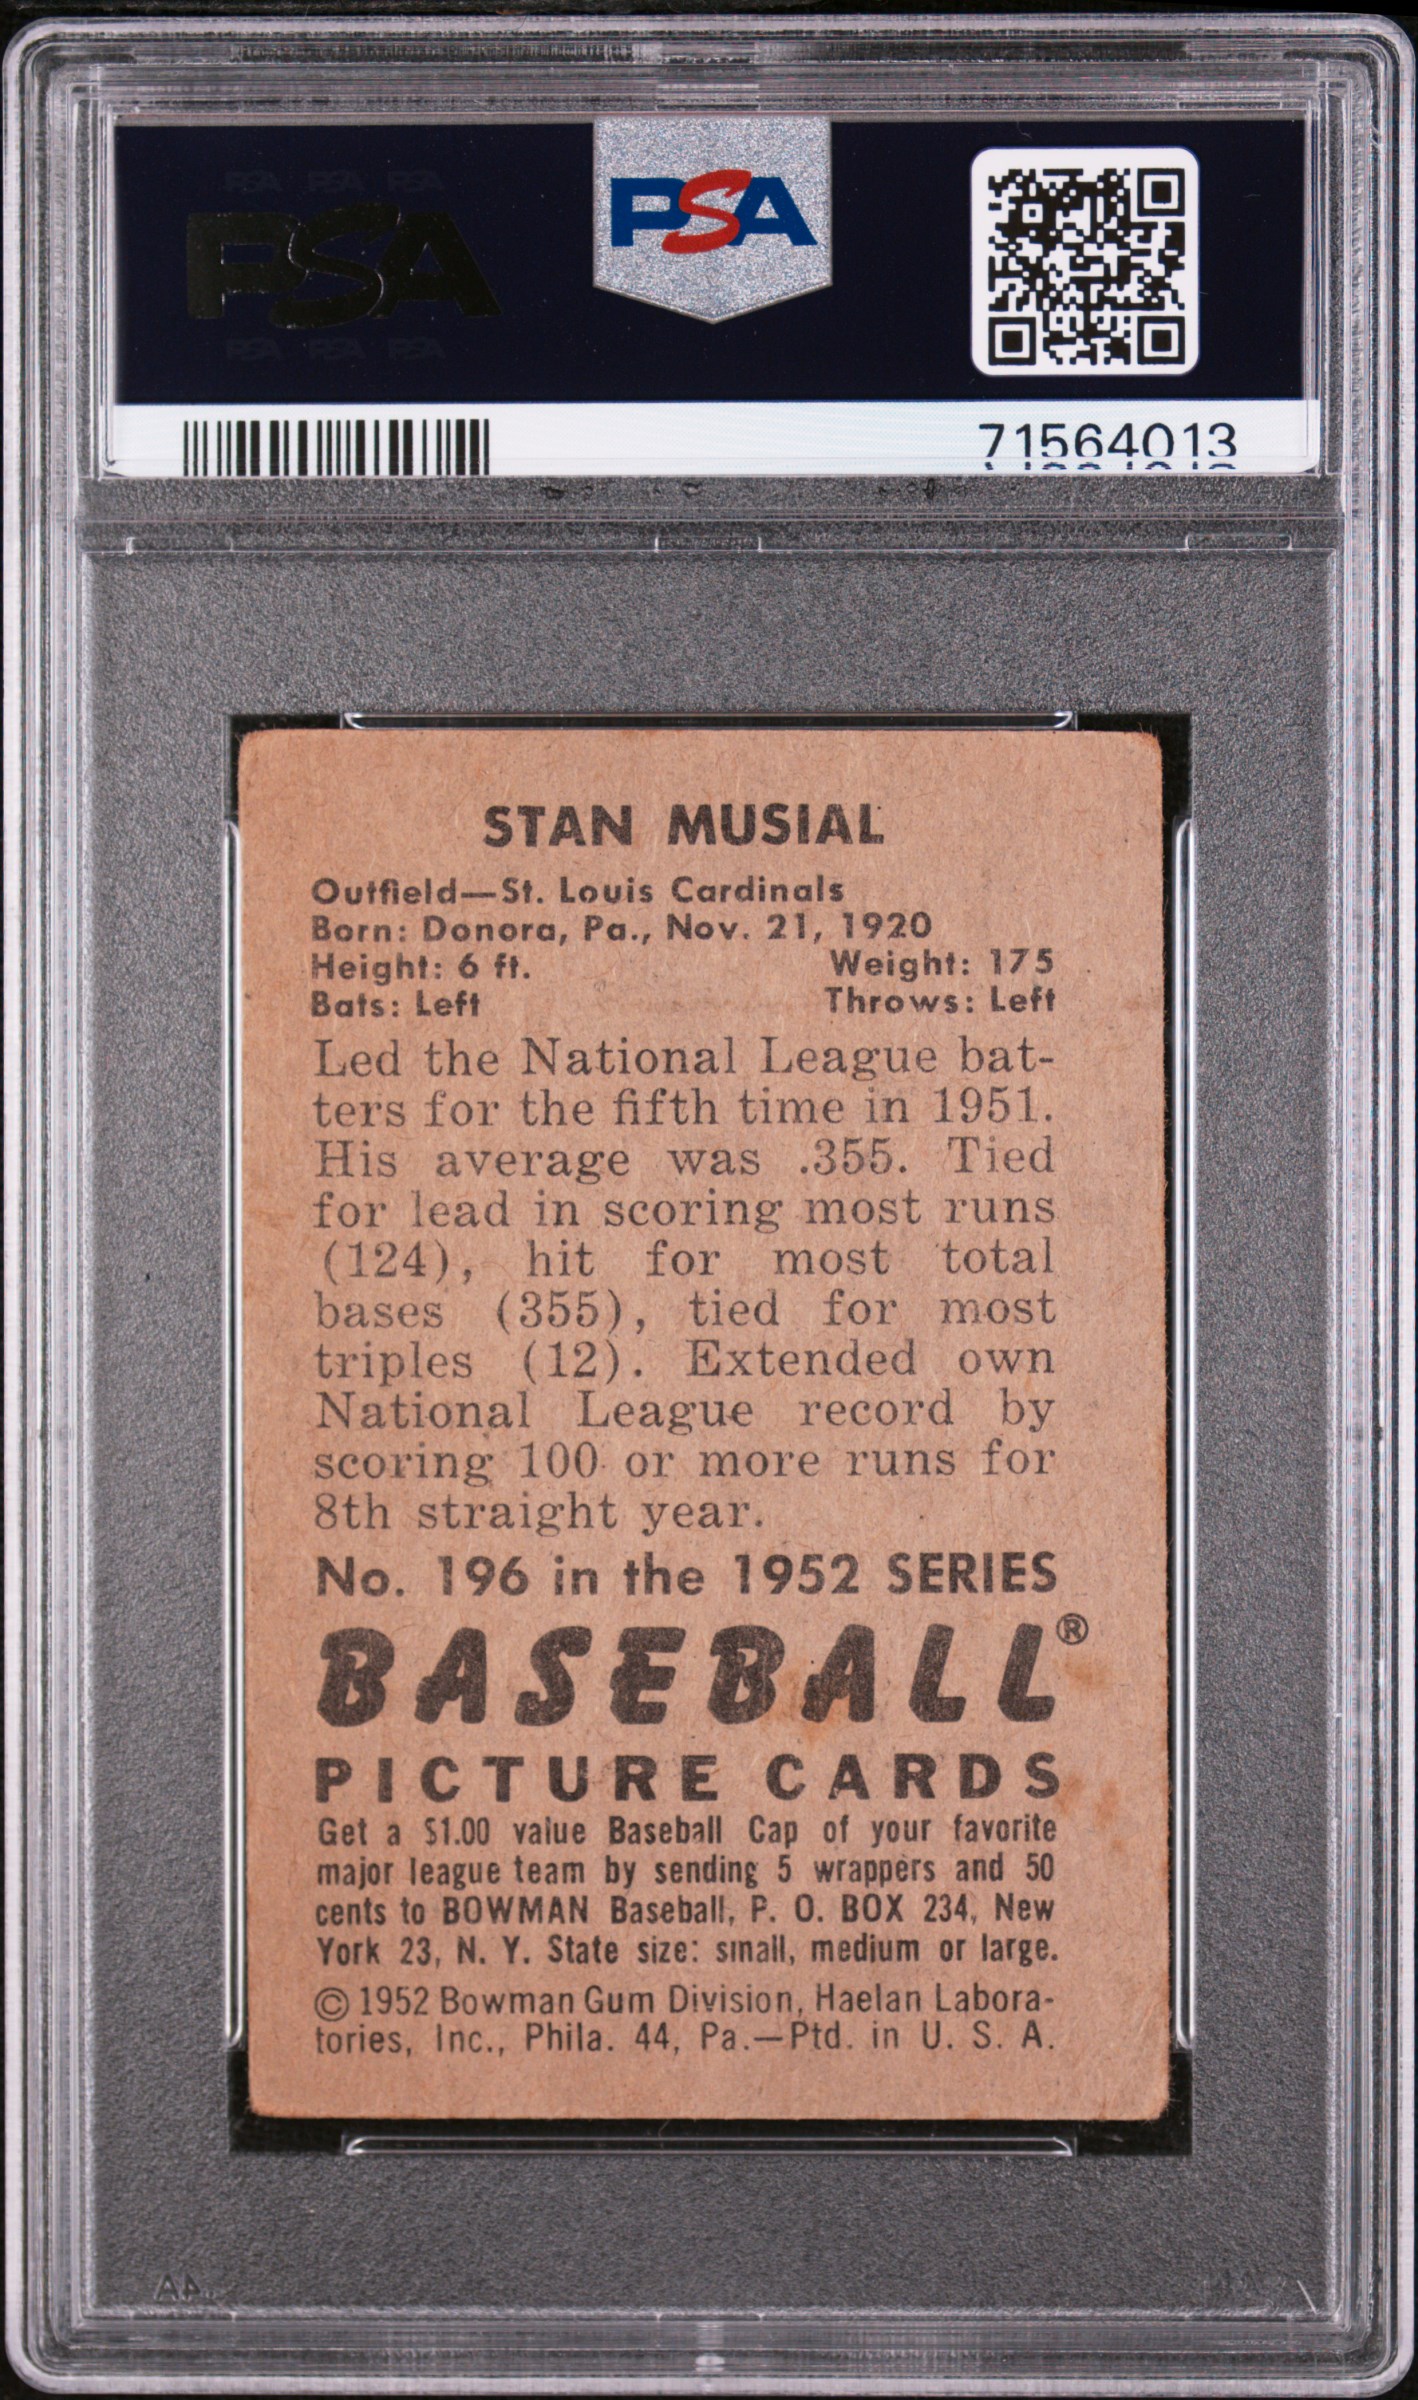 PSA PSA PSA
PSA
PSA PSA PSA
PSA
71564013
STAN MUSIAL
Outfield—St. Louis Cardinals
Born: Donora, Pa., Nov. 21, 1920
Height: 6 ft. Weight: 175
Bats: Left Throws: Left
Led the National League bat-
ters for the fifth time in 1951.
His average was .355. Tied
for lead in scoring most runs
(124), hit for most total
bases (355), tied for most
triples (12). Extended own
National League record by
scoring 100 or more runs for
8th straight year.
No. 196 in the 1952 SERIES
BASEBALL®
PICTURE CARDS
Get a $1.00 value Baseball Cap of your favorite
major league team by sending 5 wrappers and 50
cents to BOWMAN Baseball, P. O. BOX 234, New
York 23, N. Y. State size: small, medium or large.
© 1952 Bowman Gum Division, Haelan Labora-
tories, Inc., Phila. 44, Pa.—Ptd. in U. S. A.